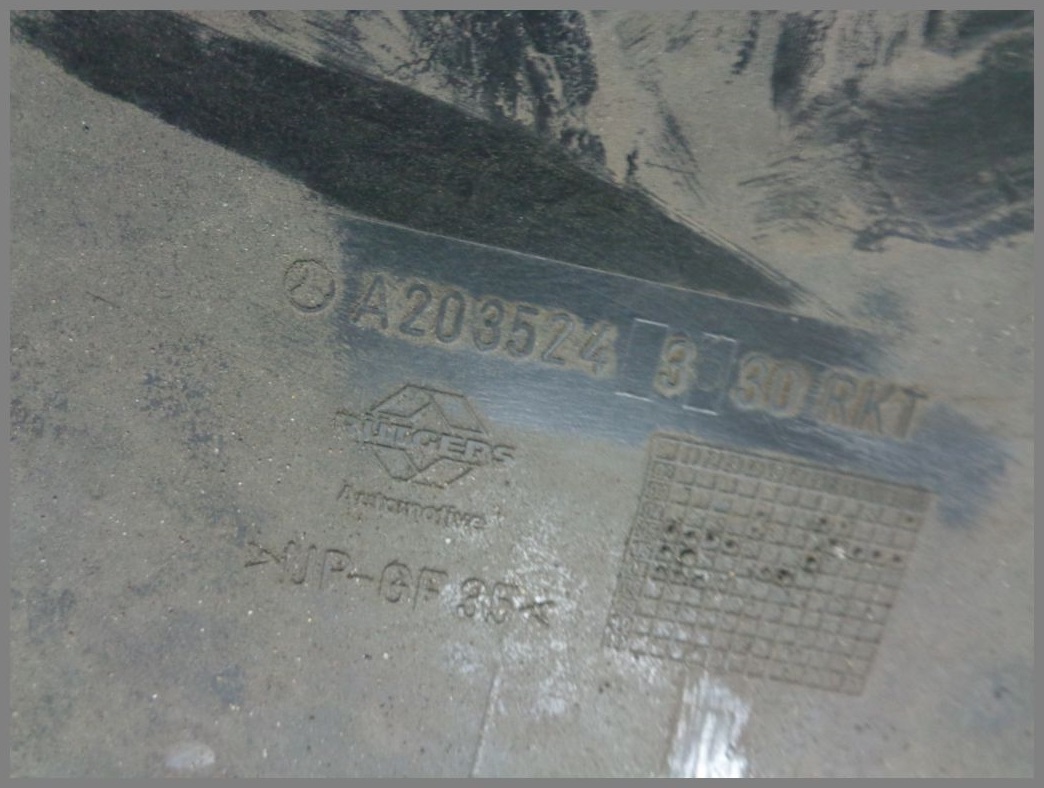 A203524 3 30 RKT
RÜTGERS
Automotive
>UP-GF 35<